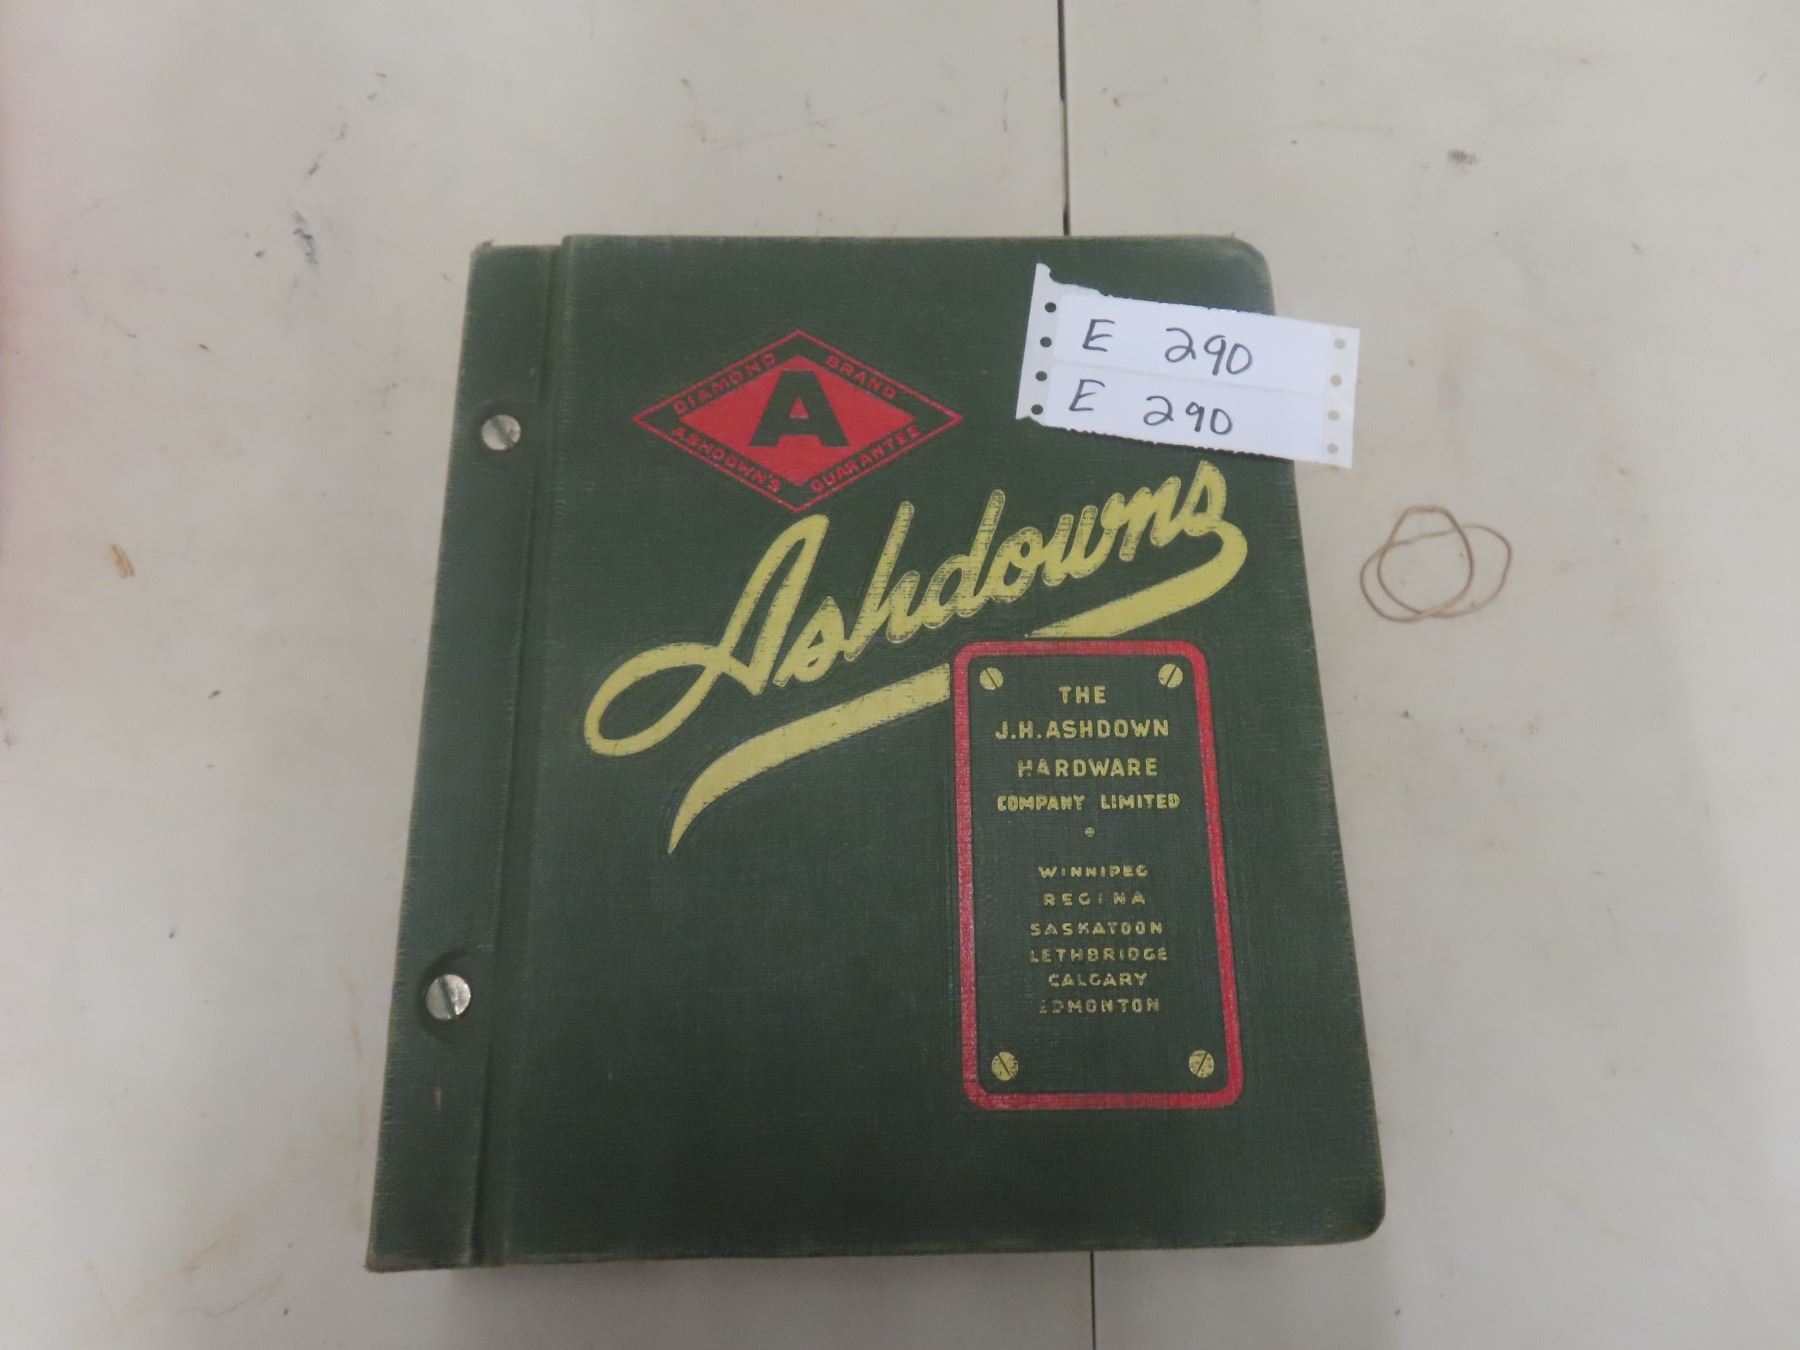 DIAMOND BRAND
A
ASHDOWN'S GUARANTEE
E 290
E 290
Ashdowns
THE
J.H. ASHDOWN
HARDWARE
COMPANY LIMITED
•
WINNIPEG
REGINA
SASKATOON
LETHBRIDGE
CALGARY
EDMONTON